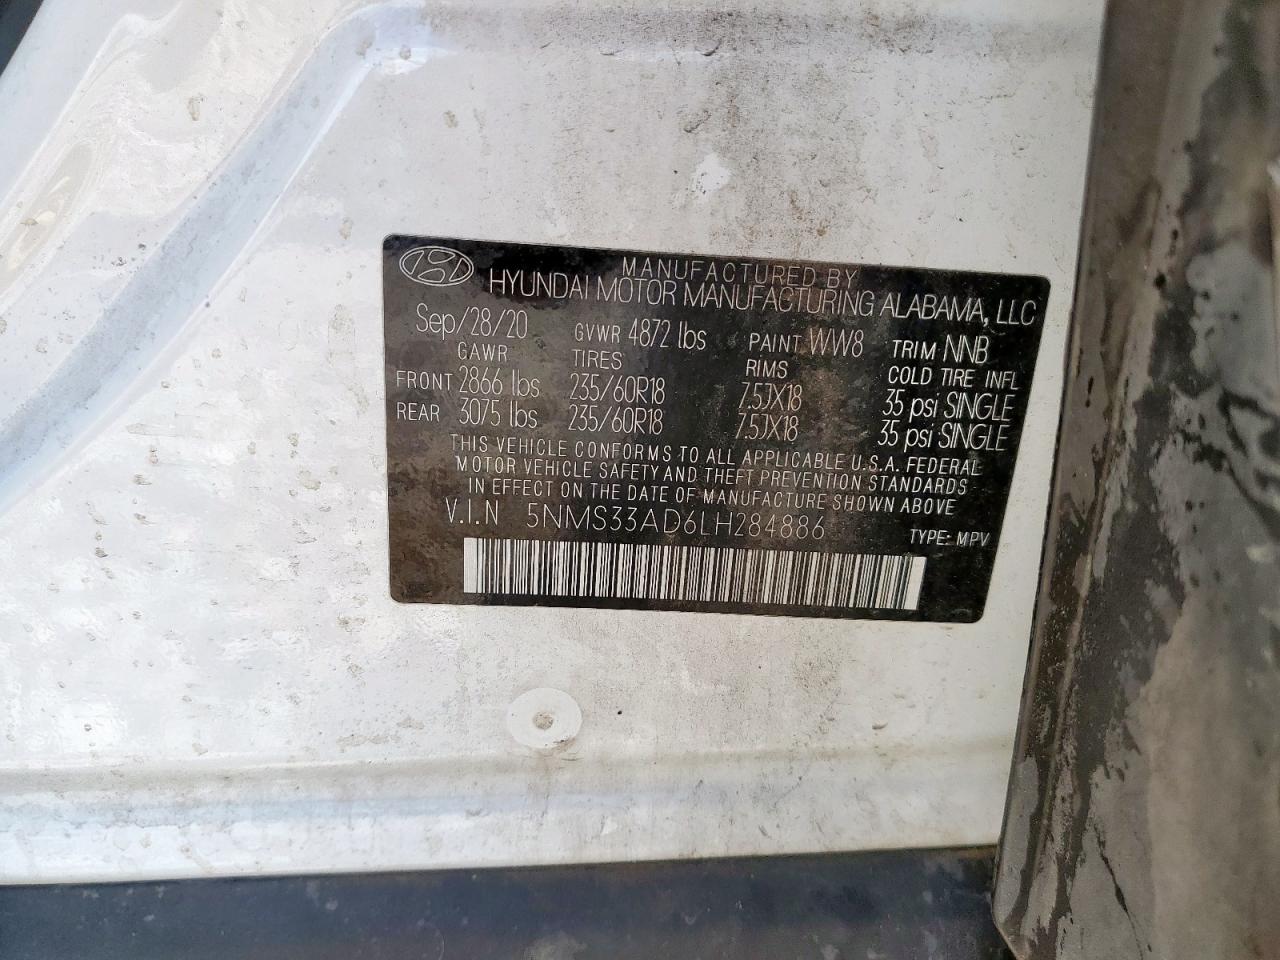 MANUFACTURED BY
HYUNDAI MOTOR MANUFACTURING ALABAMA, LLC
Sep/28/20 GVWR 4872 lbs PAINT WW8 TRIM NNB
GAWR TIRES RIMS COLD TIRE INFL
FRONT 2866 lbs 235/60R18 7.5JX18 35 psi SINGLE
REAR 3075 lbs 235/60R18 7.5JX18 35 psi SINGLE
THIS VEHICLE CONFORMS TO ALL APPLICABLE U.S.A. FEDERAL
MOTOR VEHICLE SAFETY AND THEFT PREVENTION STANDARDS
IN EFFECT ON THE DATE OF MANUFACTURE SHOWN ABOVE
V.I.N 5NMS33AD6LH284886 TYPE: MPV